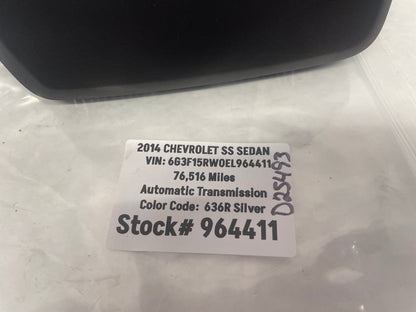 2014 CHEVROLET SS SEDAN
VIN: 6G3F15RW0EL964411
76,516 Miles
Automatic Transmission
Color Code: 636R Silver
Stock# 964411
D25493